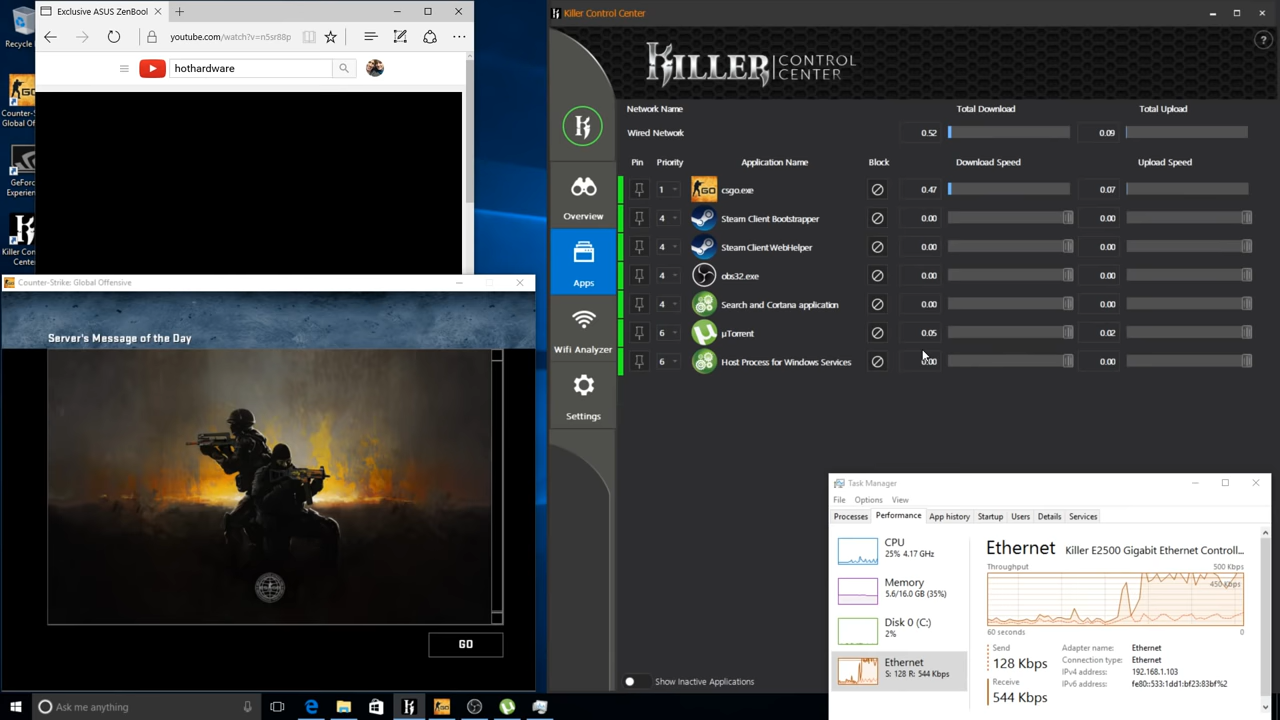 Recycle
Counter-Str
Global Of
GeForce
Experien
Killer Con
Center
Exclusive ASUS ZenBool
youtube.com/watch?v=n5sr88p
hothardware
Counter-Strike: Global Offensive
Server's Message of the Day
GO
Killer Control Center
KILLER CONTROL
CENTER
?
Network Name Total Download Total Upload
Wired Network 0.52 0.09
Pin Priority Application Name Block Download Speed Upload Speed
1 GO csgo.exe 0.47 0.07
4 Steam Client Bootstrapper 0.00 0.00
4 Steam Client WebHelper 0.00 0.00
4 obs32.exe 0.00 0.00
4 Search and Cortana application 0.00 0.00
6 µTorrent 0.05 0.02
6 Host Process for Windows Services 0.00 0.00
Overview
Apps
Wifi Analyzer
Settings
Show Inactive Applications
Task Manager
File Options View
Processes Performance App history Startup Users Details Services
CPU
25% 4.17 GHz
Memory
5.6/16.0 GB (35%)
Disk 0 (C:)
2%
Ethernet
S: 128 R: 544 Kbps
Ethernet Killer E2500 Gigabit Ethernet Controll...
Throughput 500 Kbps
450 Kbps
60 seconds 0
Send
128 Kbps
Receive
544 Kbps
Adapter name: Ethernet
Connection type: Ethernet
IPv4 address: 192.168.1.103
IPv6 address: fe80::533:1dd1:bf23:83bf%2
Ask me anything